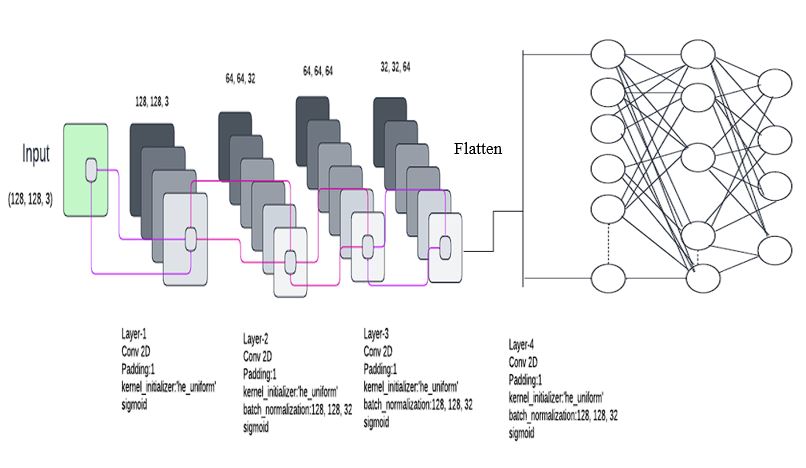 128, 128, 3
64, 64, 32
64, 64, 64
32, 32, 64
Input
(128, 128, 3)
Flatten
Layer-1
Conv 2D
Padding:1
kernel_initializer:'he_uniform'
sigmoid
Layer-2
Conv 2D
Padding:1
kernel_initializer:'he_uniform'
batch_normalization:128, 128, 32
sigmoid
Layer-3
Conv 2D
Padding:1
kernel_initializer:'he_uniform'
batch_normalization:128, 128, 32
sigmoid
Layer-4
Conv 2D
Padding:1
kernel_initializer:'he_uniform'
batch_normalization:128, 128, 32
sigmoid